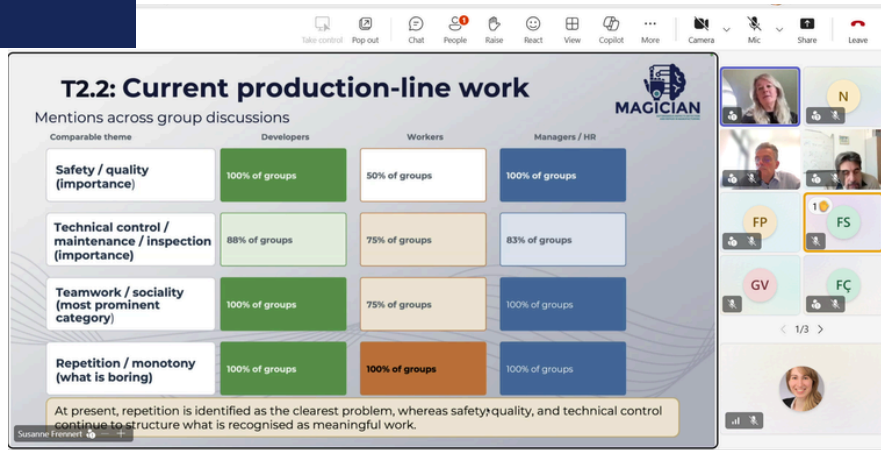 Take control
Pop out
Chat
People
Raise
React
View
Copilot
More
Camera
Mic
Share
Leave
T2.2: Current production-line work
MAGICIAN
Mentions across group discussions
Comparable theme
Developers
Workers
Managers / HR
Safety / quality
(importance)
100% of groups
50% of groups
100% of groups
Technical control /
maintenance / inspection
(importance)
88% of groups
75% of groups
83% of groups
Teamwork / sociality
(most prominent
category)
100% of groups
75% of groups
100% of groups
Repetition / monotony
(what is boring)
100% of groups
100% of groups
100% of groups
At present, repetition is identified as the clearest problem, whereas safety, quality, and technical control
continue to structure what is recognised as meaningful work.
Susanne Frennert
N
FP
1
FS
GV
FÇ
1/3